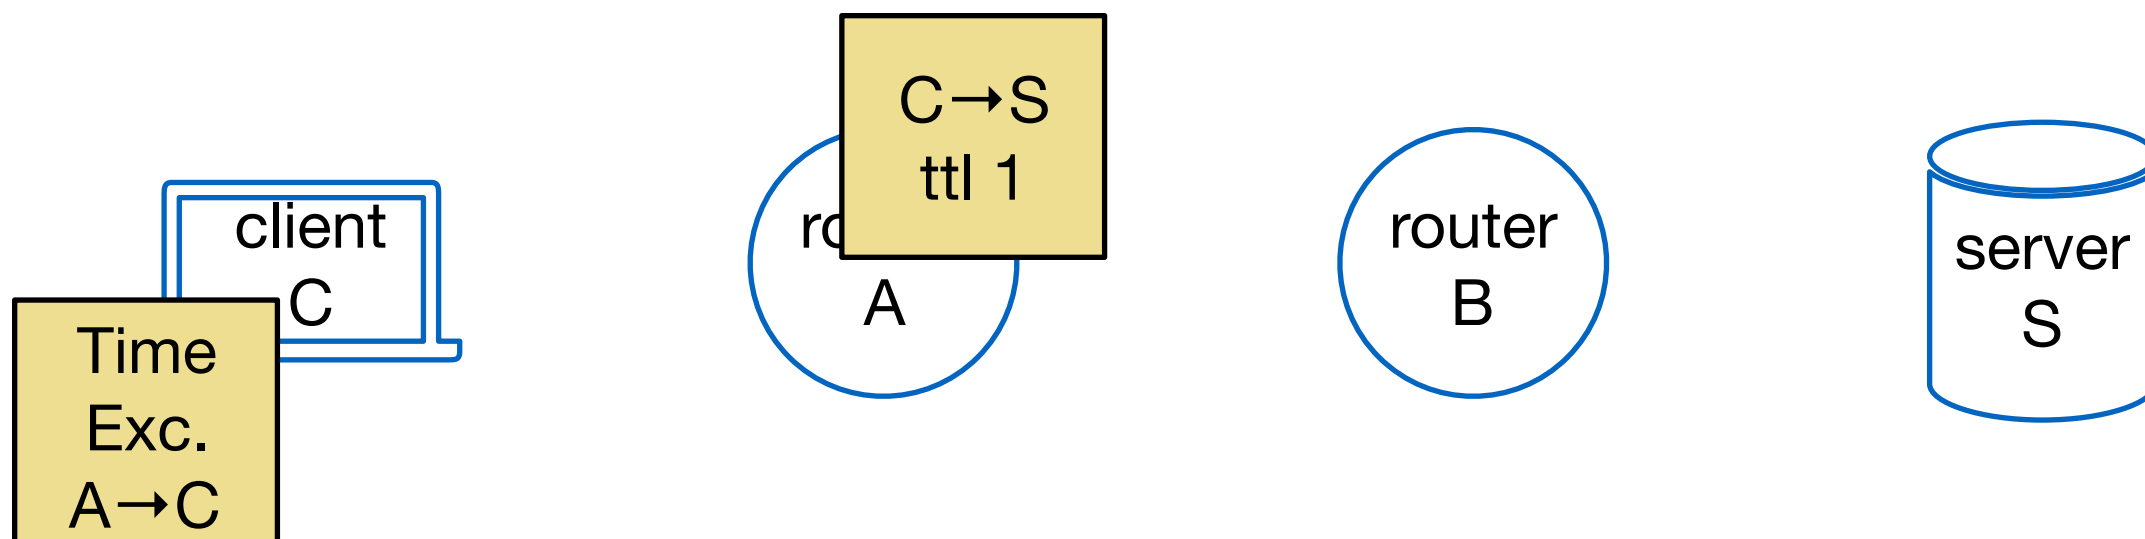 client
C
Time
Exc.
A→C
C→S
ttl 1
A
router
B
server
S